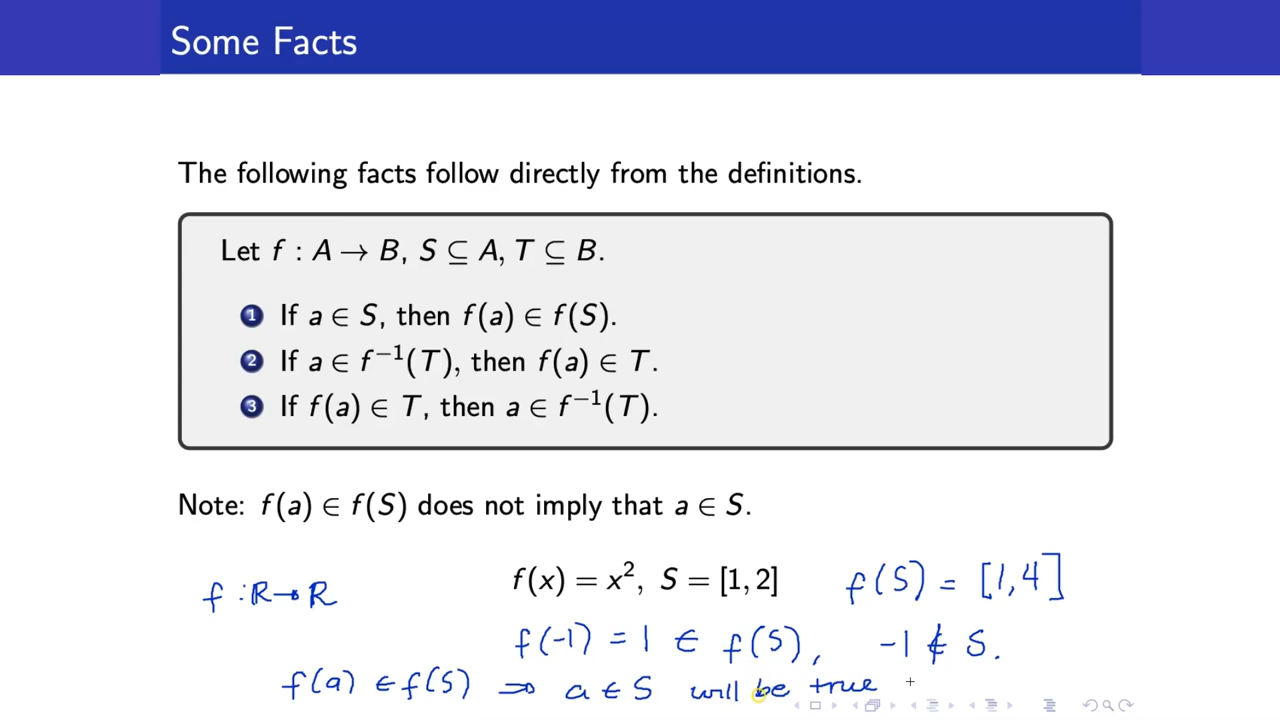 Some Facts
The following facts follow directly from the definitions.
Let f : A → B, S ⊆ A, T ⊆ B.
1 If a ∈ S, then f(a) ∈ f(S).
2 If a ∈ f⁻¹(T), then f(a) ∈ T.
3 If f(a) ∈ T, then a ∈ f⁻¹(T).
Note: f(a) ∈ f(S) does not imply that a ∈ S.
f : ℝ → ℝ f(x) = x², S = [1, 2] f(S) = [1,4]
f(-1) = 1 ∈ f(S), -1 ∉ S.
f(a) ∈ f(S) ⇒ a ∈ S will be true